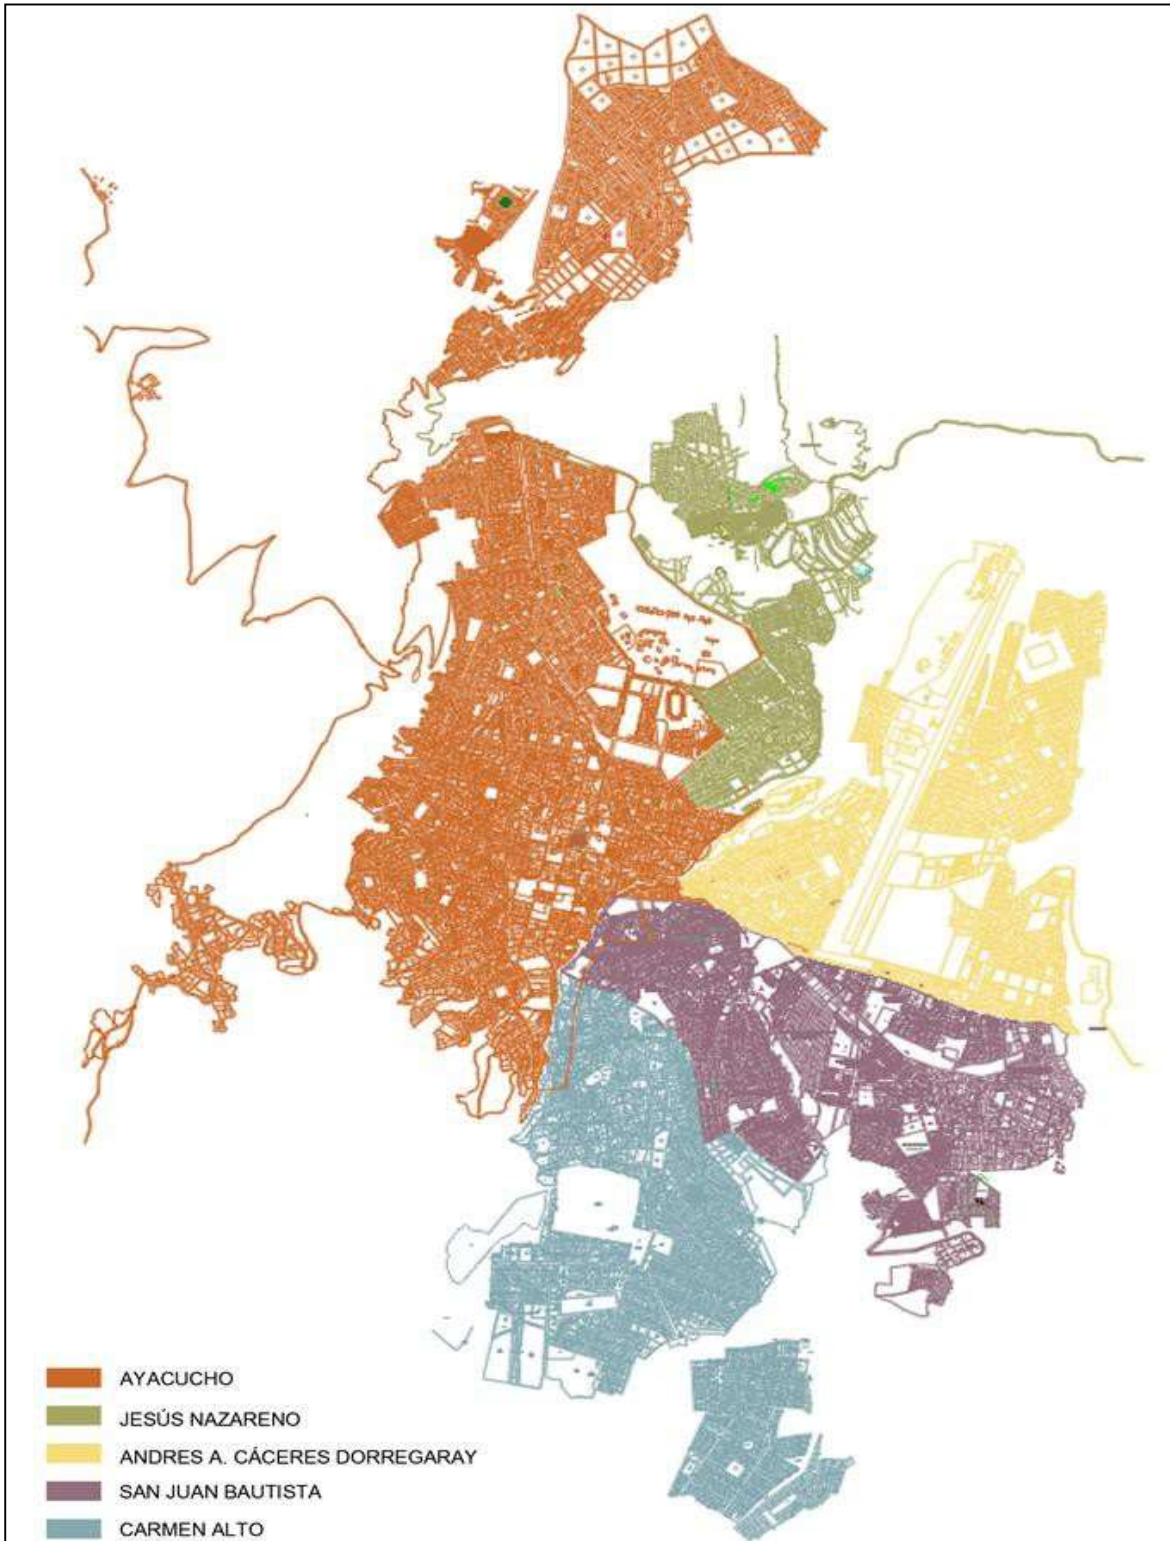 AYACUCHO
JESÚS NAZARENO
ANDRES A. CÁCERES DORREGARAY
SAN JUAN BAUTISTA
CARMEN ALTO